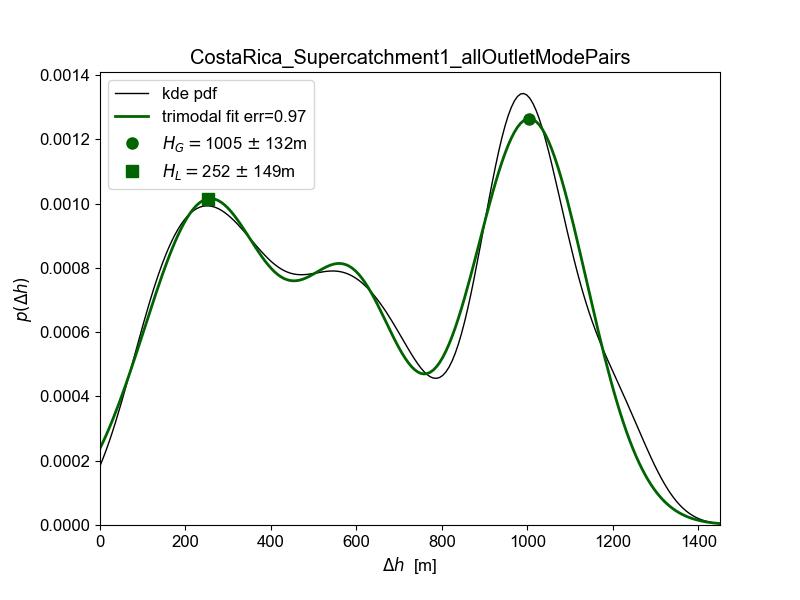 CostaRica_Supercatchment1_allOutletModePairs
0.0014
0.0012
0.0010
0.0008
0.0006
0.0004
0.0002
0.0000
p(Δh)
kde pdf
trimodal fit err=0.97
H_G = 1005 ± 132m
H_L = 252 ± 149m
0 200 400 600 800 1000 1200 1400
Δh [m]